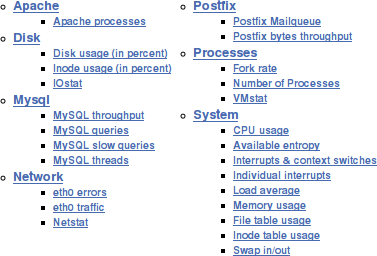 Apache
Apache processes
Disk
Disk usage (in percent)
Inode usage (in percent)
IOstat
Mysql
MySQL throughput
MySQL queries
MySQL slow queries
MySQL threads
Network
eth0 errors
eth0 traffic
Netstat
Postfix
Postfix Mailqueue
Postfix bytes throughput
Processes
Fork rate
Number of Processes
VMstat
System
CPU usage
Available entropy
Interrupts & context switches
Individual interrupts
Load average
Memory usage
File table usage
Inode table usage
Swap in/out